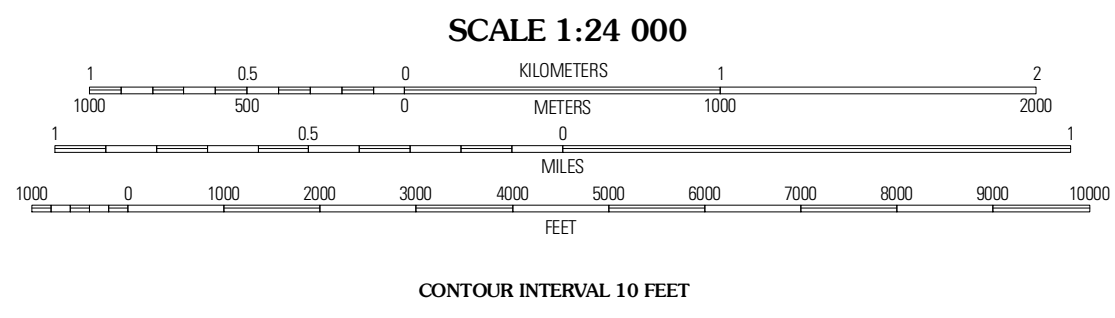 SCALE 1:24 000
1 0.5 0 KILOMETERS 1 2
1000 500 0 METERS 1000 2000
1 0.5 0 1
MILES
1000 0 1000 2000 3000 4000 5000 6000 7000 8000 9000 10000
FEET
CONTOUR INTERVAL 10 FEET